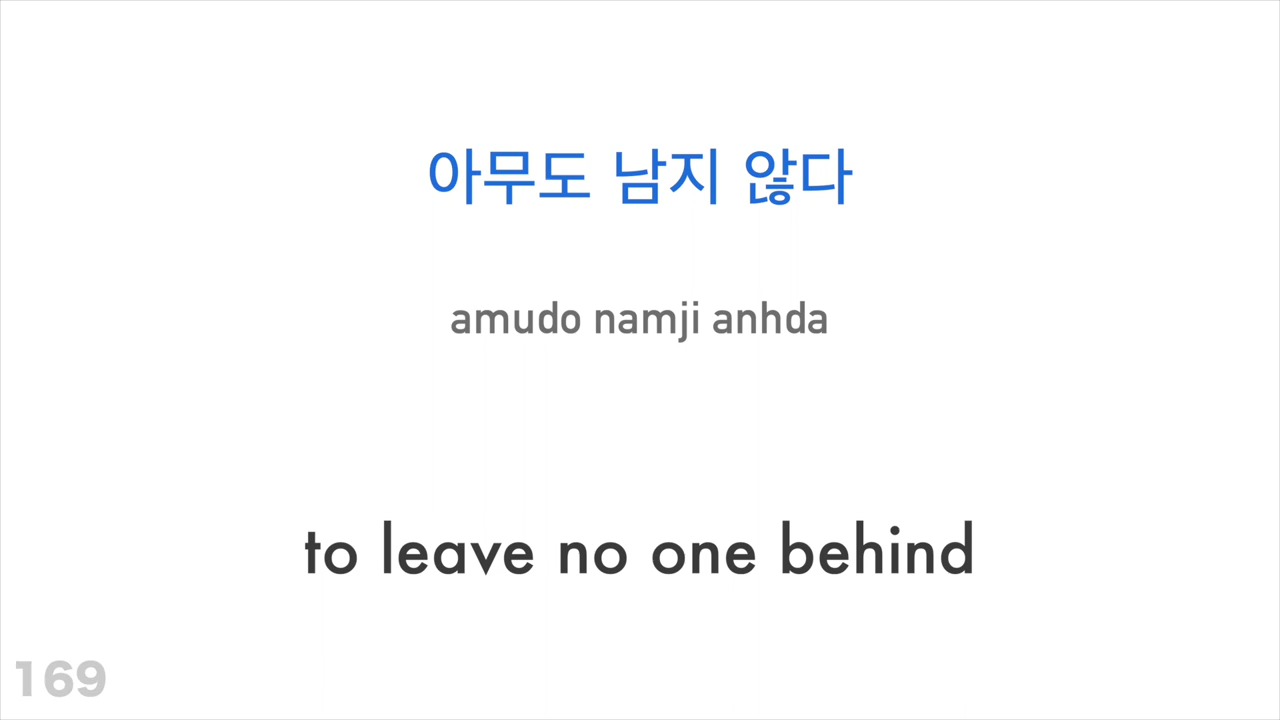 아무도 남지 않다
amudo namji anhda
to leave no one behind
169